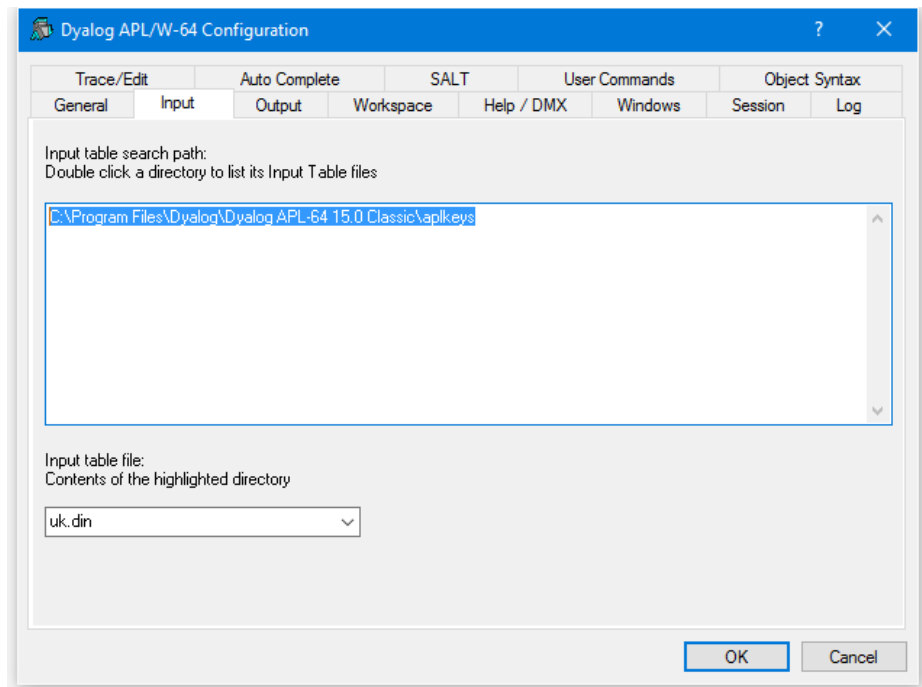 Dyalog APL/W-64 Configuration ? ×
Trace/Edit Auto Complete SALT User Commands Object Syntax
General Input Output Workspace Help / DMX Windows Session Log
Input table search path:
Double click a directory to list its Input Table files
C:\Program Files\Dyalog\Dyalog APL-64 15.0 Classic\aplkeys
Input table file:
Contents of the highlighted directory
uk.din
OK Cancel